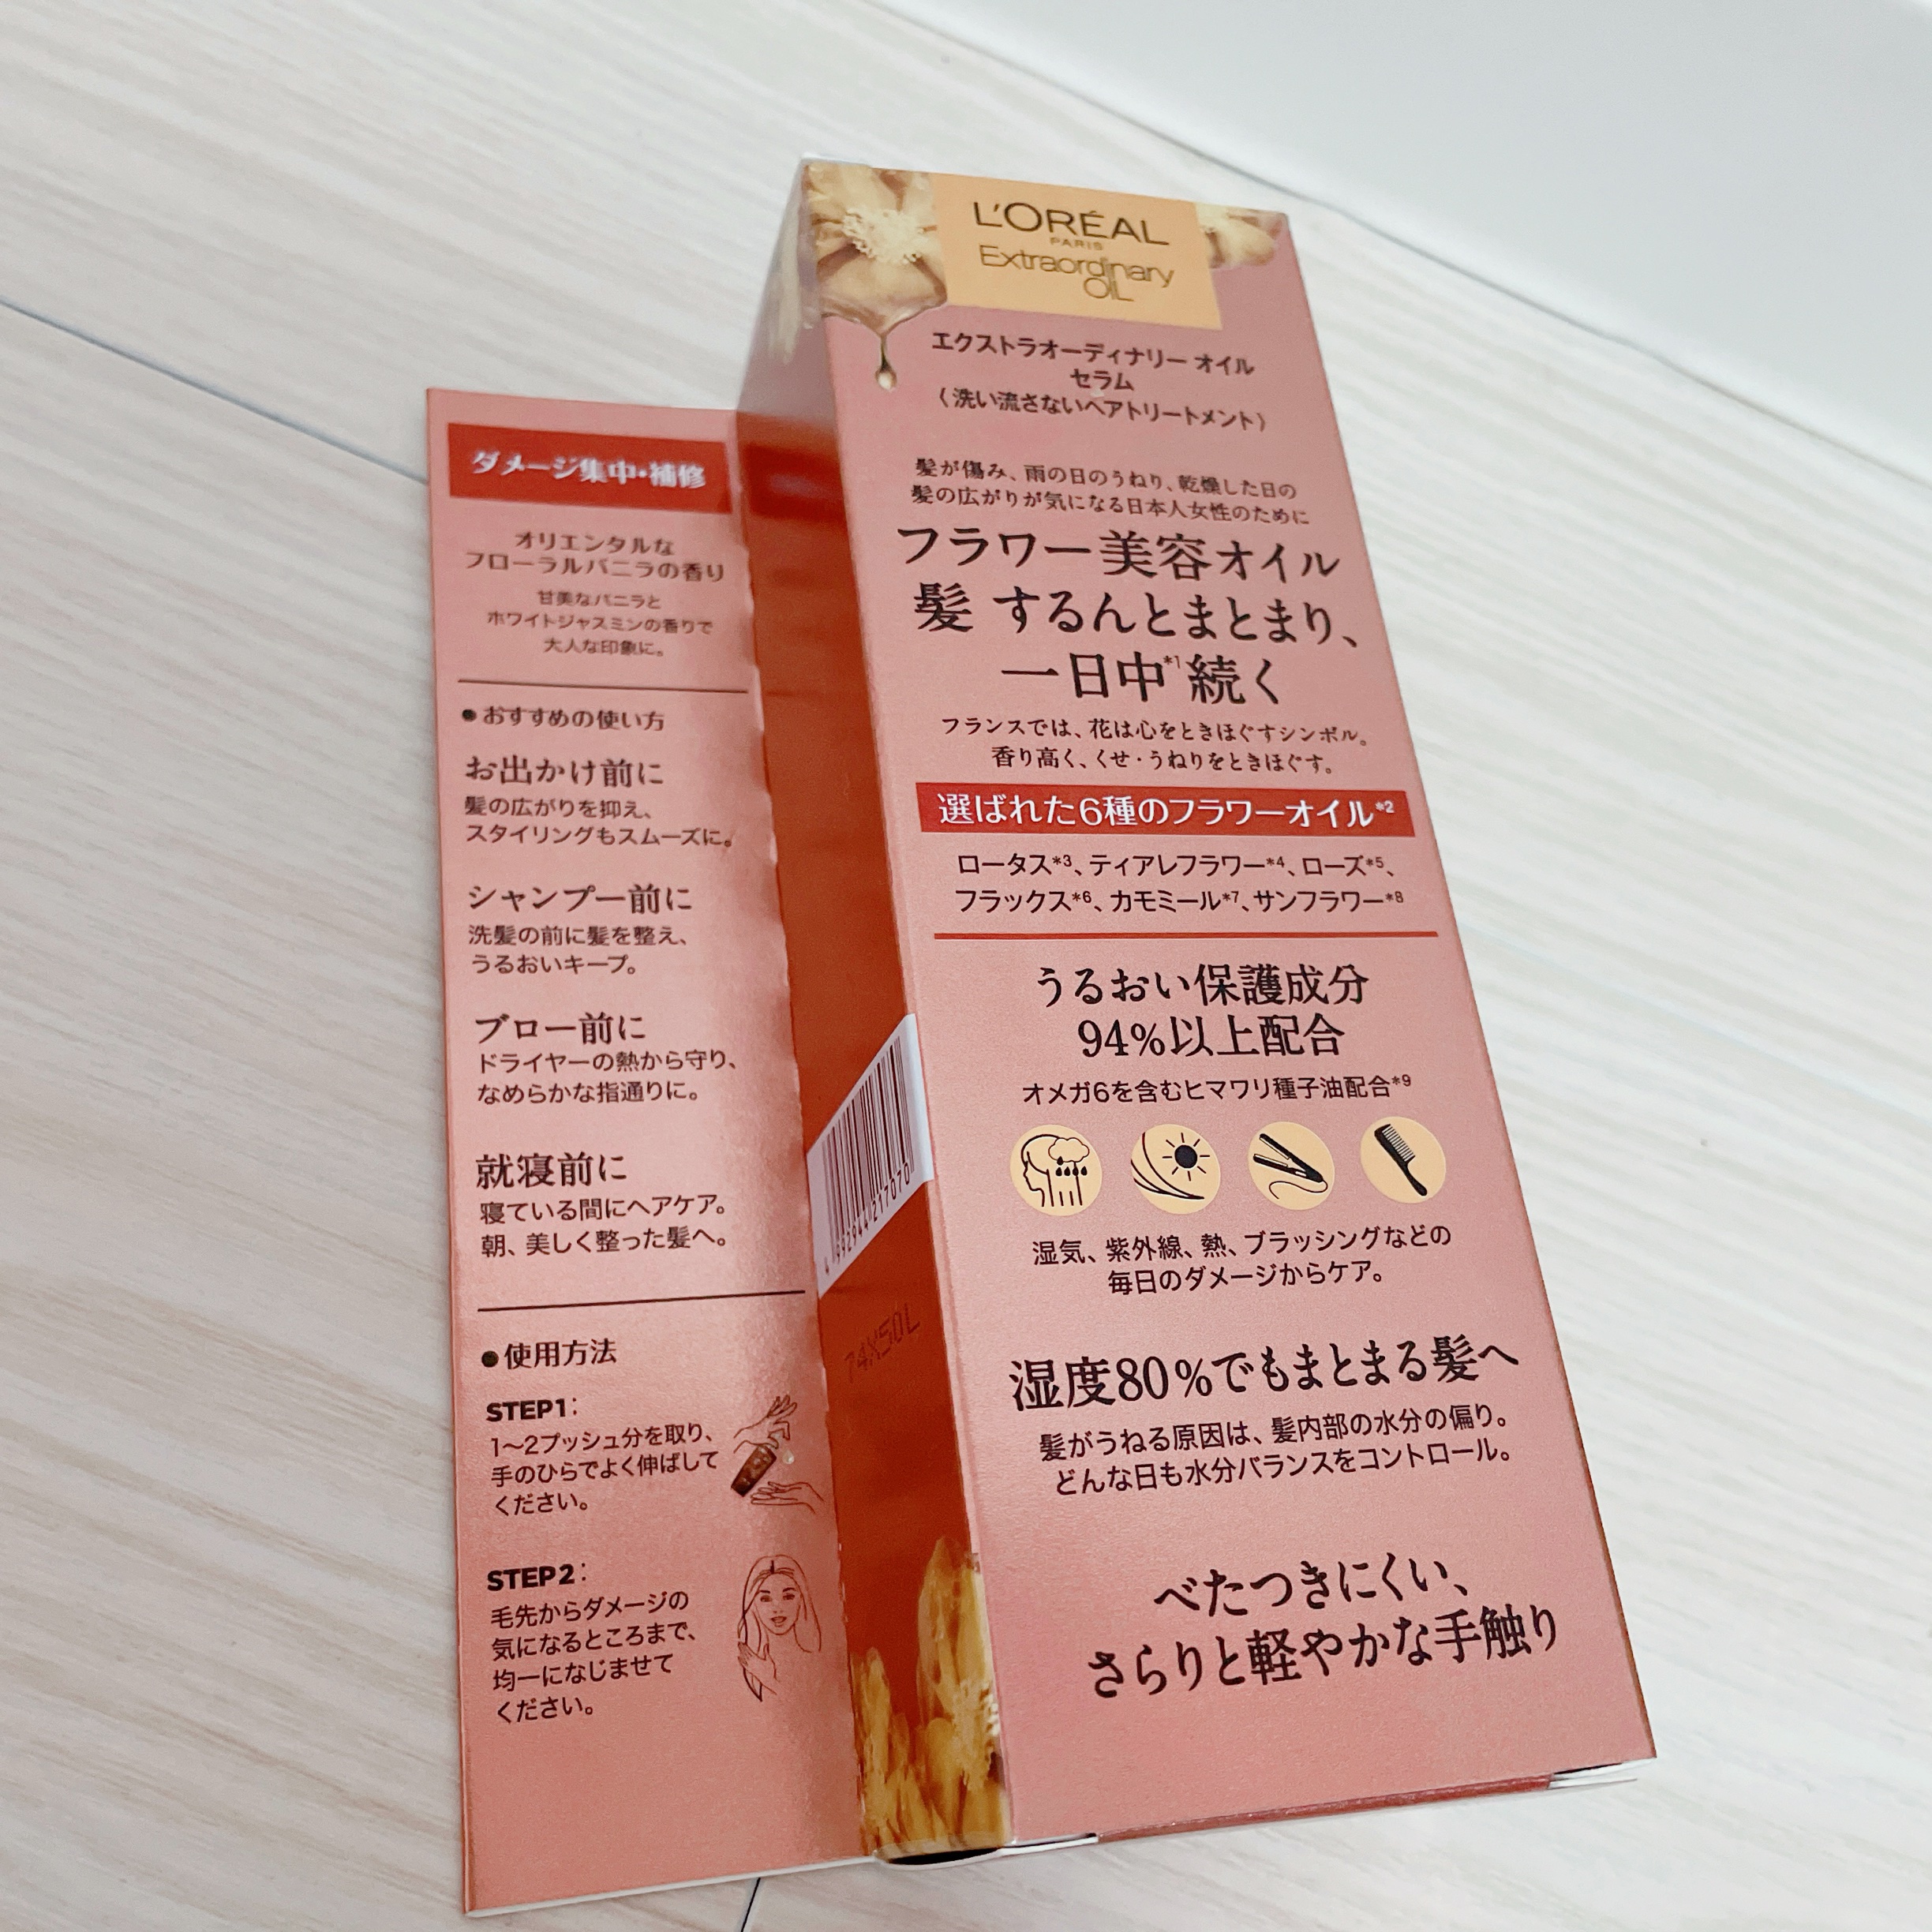 L'ORÉAL
PARIS
Extraordinary
OIL
エクストラオーディナリー オイル
セラム
〈洗い流さないヘアトリートメント〉
髪が傷み、雨の日のうねり、乾燥した日の
髪の広がりが気になる日本人女性のために
フラワー美容オイル
髪 するんとまとまり、
一日中*1続く
フランスでは、花は心をときほぐすシンボル。
香り高く、くせ・うねりをときほぐす。
選ばれた6種のフラワーオイル*2
ロータス*3、ティアレフラワー*4、ローズ*5、
フラックス*6、カモミール*7、サンフラワー*8
うるおい保護成分
94%以上配合
オメガ6を含むヒマワリ種子油配合*9
湿気、紫外線、熱、ブラッシングなどの
毎日のダメージからケア。
湿度80%でもまとまる髪へ
髪がうねる原因は、髪内部の水分の偏り。
どんな日も水分バランスをコントロール。
べたつきにくい、
さらりと軽やかな手触り
ダメージ集中・補修
オリエンタルな
フローラルバニラの香り
甘美なバニラと
ホワイトジャスミンの香りで
大人な印象に。
●おすすめの使い方
お出かけ前に
髪の広がりを抑え、
スタイリングもスムーズに。
シャンプー前に
洗髪の前に髪を整え、
うるおいキープ。
ブロー前に
ドライヤーの熱から守り、
なめらかな指通りに。
就寝前に
寝ている間にヘアケア。
朝、美しく整った髪へ。
●使用方法
STEP1:
1〜2プッシュ分を取り、
手のひらでよく伸ばして
ください。
STEP2:
毛先からダメージの
気になるところまで、
均一になじませて
ください。
4 992944 217070
74X50L